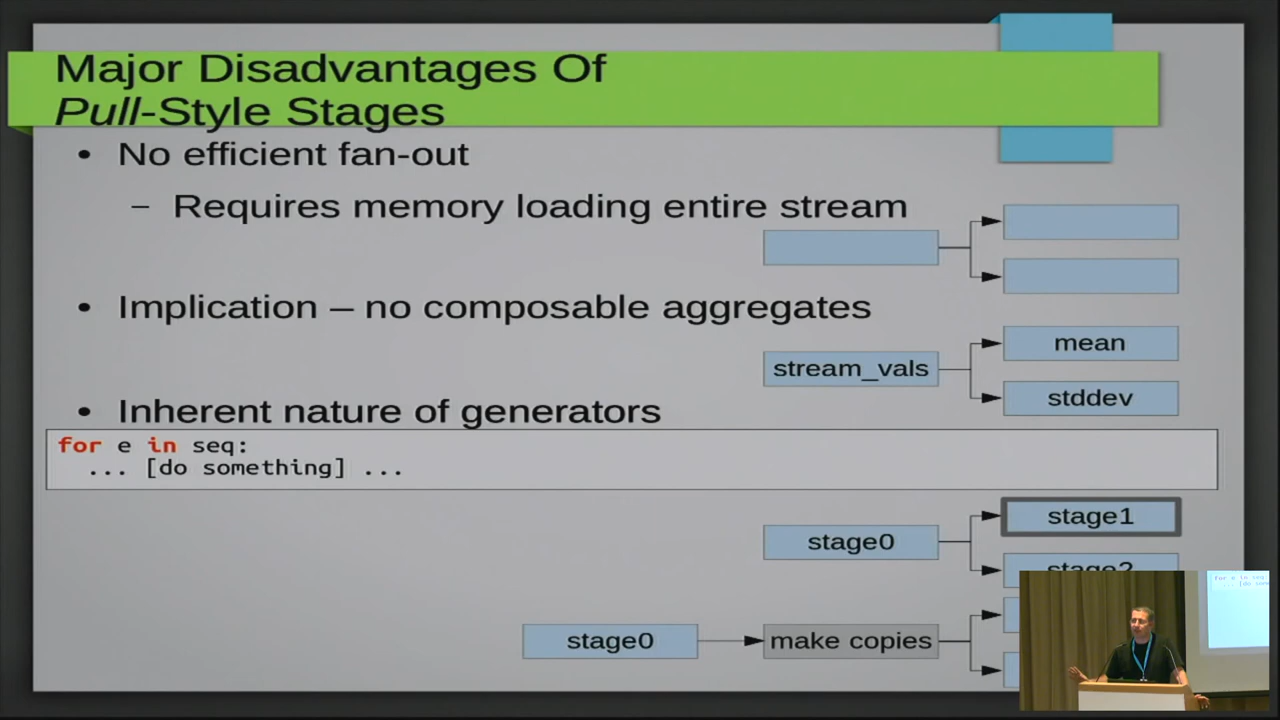 Major Disadvantages Of
Pull-Style Stages
• No efficient fan-out
– Requires memory loading entire stream
• Implication – no composable aggregates
mean
stream_vals
stddev
• Inherent nature of generators
for e in seq:
... [do something] ...
stage1
stage0
stage2
stage0
make copies